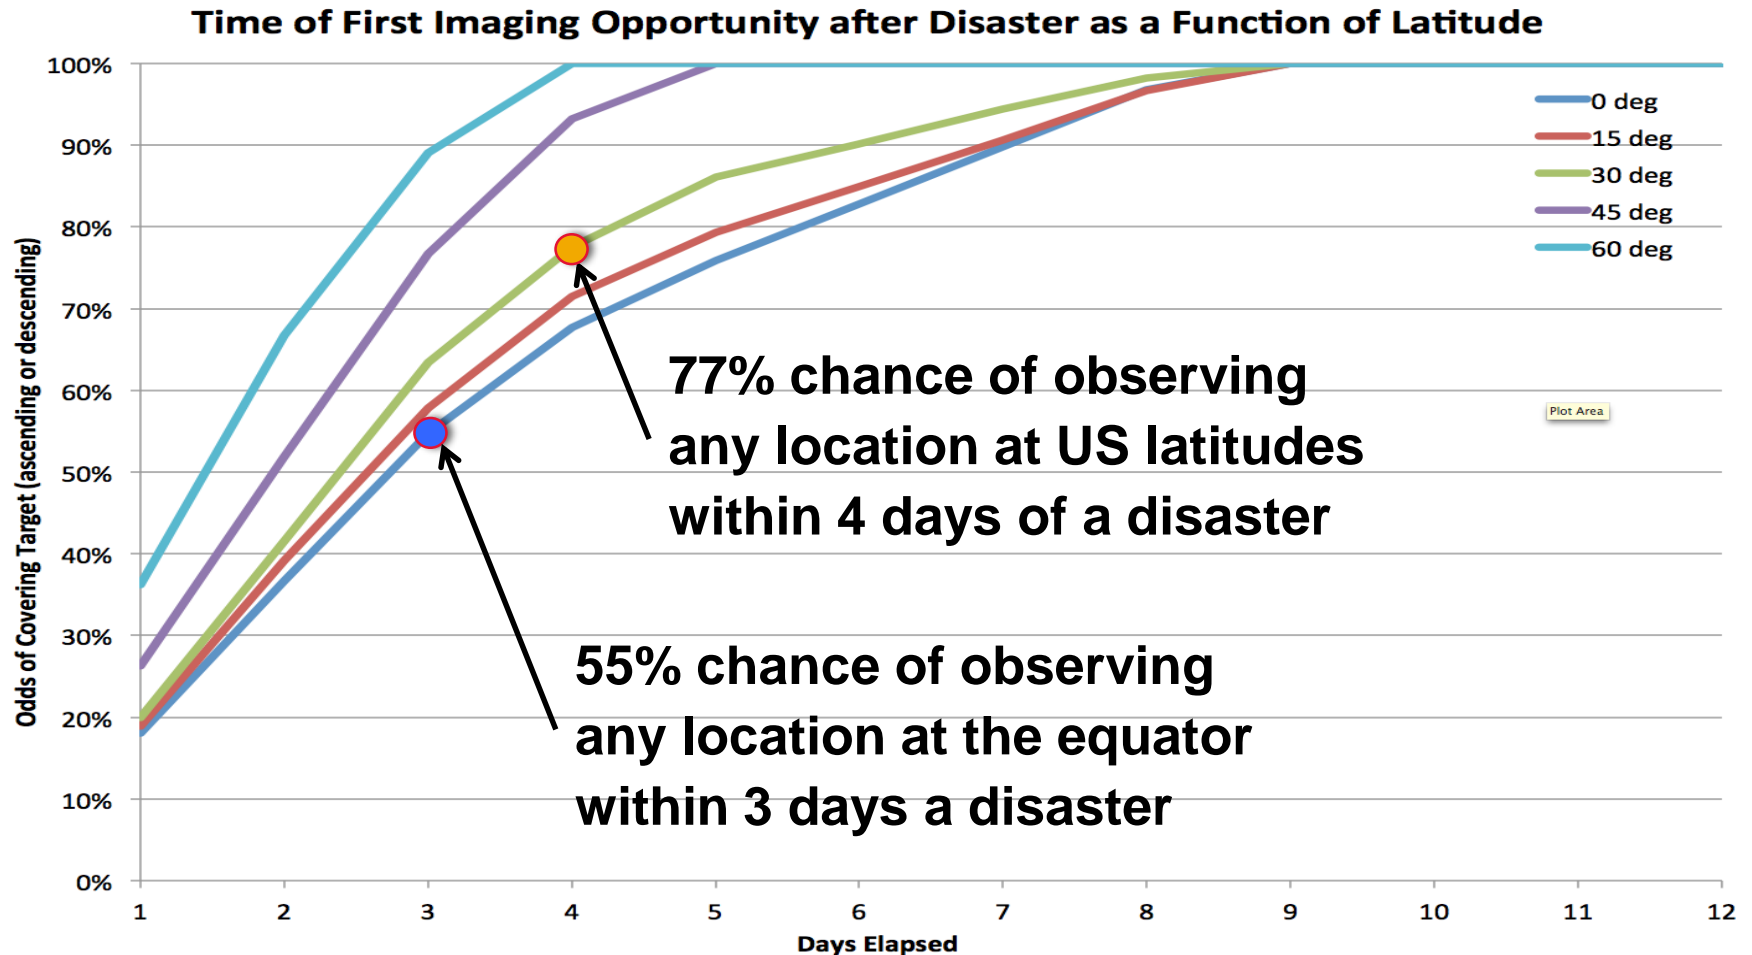 Time of First Imaging Opportunity after Disaster as a Function of Latitude
Odds of Covering Target (ascending or descending)
100%
90%
80%
70%
60%
50%
40%
30%
20%
10%
0%
0 deg
15 deg
30 deg
45 deg
60 deg
77% chance of observing
any location at US latitudes
within 4 days of a disaster
Plot Area
55% chance of observing
any location at the equator
within 3 days a disaster
1 2 3 4 5 6 7 8 9 10 11 12
Days Elapsed